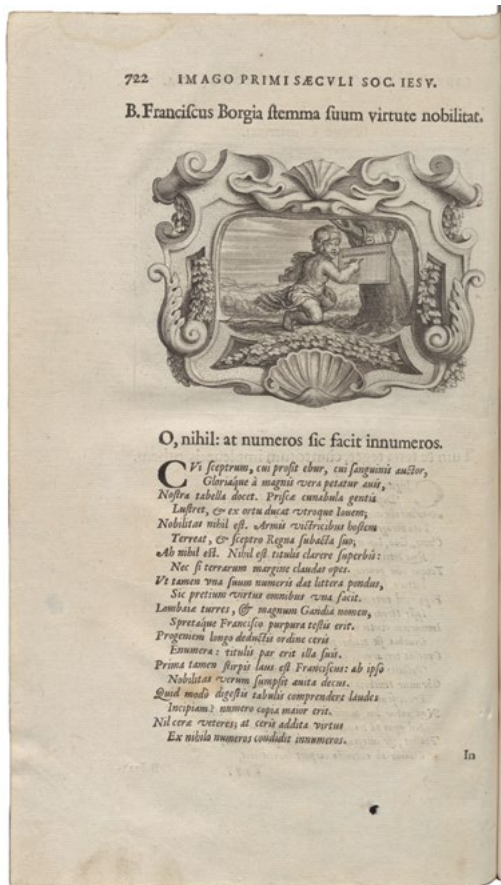 722 IMAGO PRIMI SÆCVLI SOC. IESV.
B. Franciscus Borgia stemma suum virtute nobilitat.
O, nihil: at numeros sic facit innumeros.
CVI sceptrum, cui prosit ebur, cui sanguinis auctor,
Gloriáque à magnis vera petatur auis,
Nostra tabella docet. Priscæ cunabula gentis
Lustret, & ex ortu ducat vtroque Iouem;
Nobilitas nihil est. Armis victricibus hostem
Terreat, & sceptro Regna subacta suo;
Ah nihil est. Nihil est titulis clarere superbis:
Nec si terrarum margine claudas opes.
Vt tamen vna suum numeris dat littera pondus,
Sic pretium virtus omnibus vna facit.
Lombaiæ turres, & magnum Gandia nomen,
Spretaque Francisco purpura testis erit.
Progeniem longo deductis ordine ceris
Enumera: titulis par erit illa suis.
Prima tamen stirpis laus est Franciscus: ab ipso
Nobilitas verum sumpsit auita decus.
Quid modò digestis tabulis comprendere laudes
Incipiam? numero copia maior erit.
Nil ceræ veteres; at ceris addita virtus
Ex nihilo numeros condidit innumeros.
In